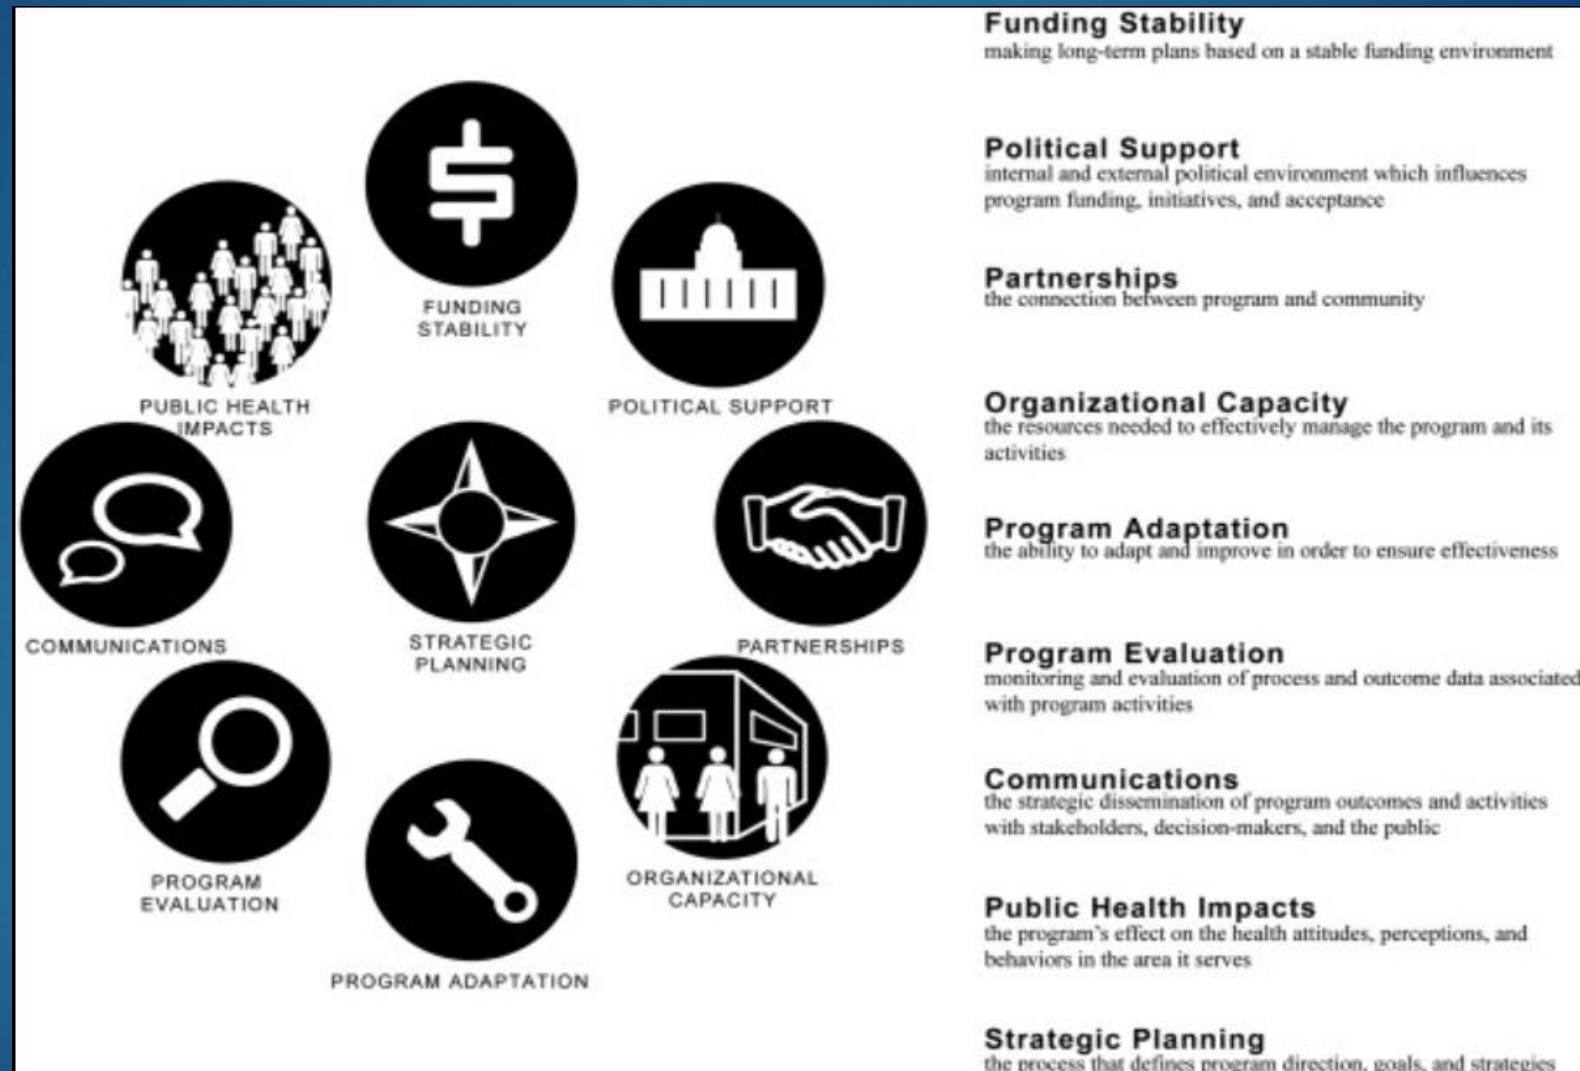 FUNDING
STABILITY
PUBLIC HEALTH
IMPACTS
POLITICAL SUPPORT
COMMUNICATIONS
STRATEGIC
PLANNING
PARTNERSHIPS
PROGRAM
EVALUATION
ORGANIZATIONAL
CAPACITY
PROGRAM ADAPTATION
Funding Stability
making long-term plans based on a stable funding environment
Political Support
internal and external political environment which influences
program funding, initiatives, and acceptance
Partnerships
the connection between program and community
Organizational Capacity
the resources needed to effectively manage the program and its
activities
Program Adaptation
the ability to adapt and improve in order to ensure effectiveness
Program Evaluation
monitoring and evaluation of process and outcome data associated
with program activities
Communications
the strategic dissemination of program outcomes and activities
with stakeholders, decision-makers, and the public
Public Health Impacts
the program's effect on the health attitudes, perceptions, and
behaviors in the area it serves
Strategic Planning
the process that defines program direction, goals, and strategies